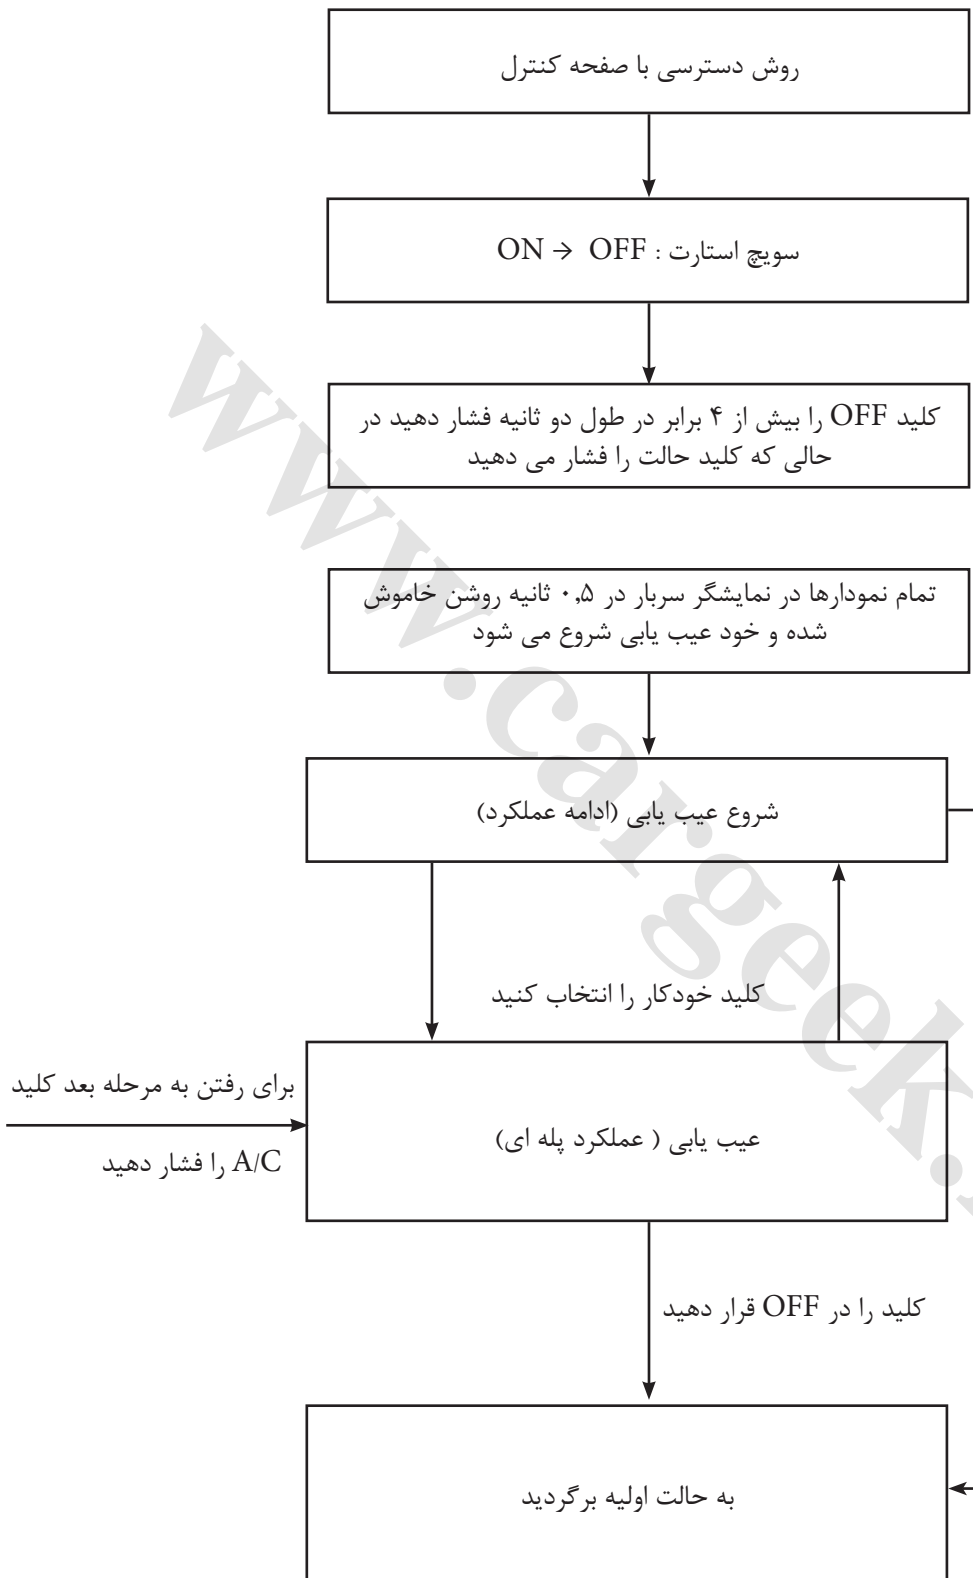 روش دسترسی با صفحه کنترل
سویچ استارت : ON → OFF
کلید OFF را بیش از ۴ برابر در طول دو ثانیه فشار دهید در
حالی که کلید حالت را فشار می دهید
تمام نمودارها در نمایشگر سربار در ۰٫۵ ثانیه روشن خاموش
شده و خود عیب یابی شروع می شود
شروع عیب یابی (ادامه عملکرد)
کلید خودکار را انتخاب کنید
برای رفتن به مرحله بعد کلید
A/C را فشار دهید
عیب یابی ( عملکرد پله ای)
کلید را در OFF قرار دهید
به حالت اولیه برگردید
www.cargeek.